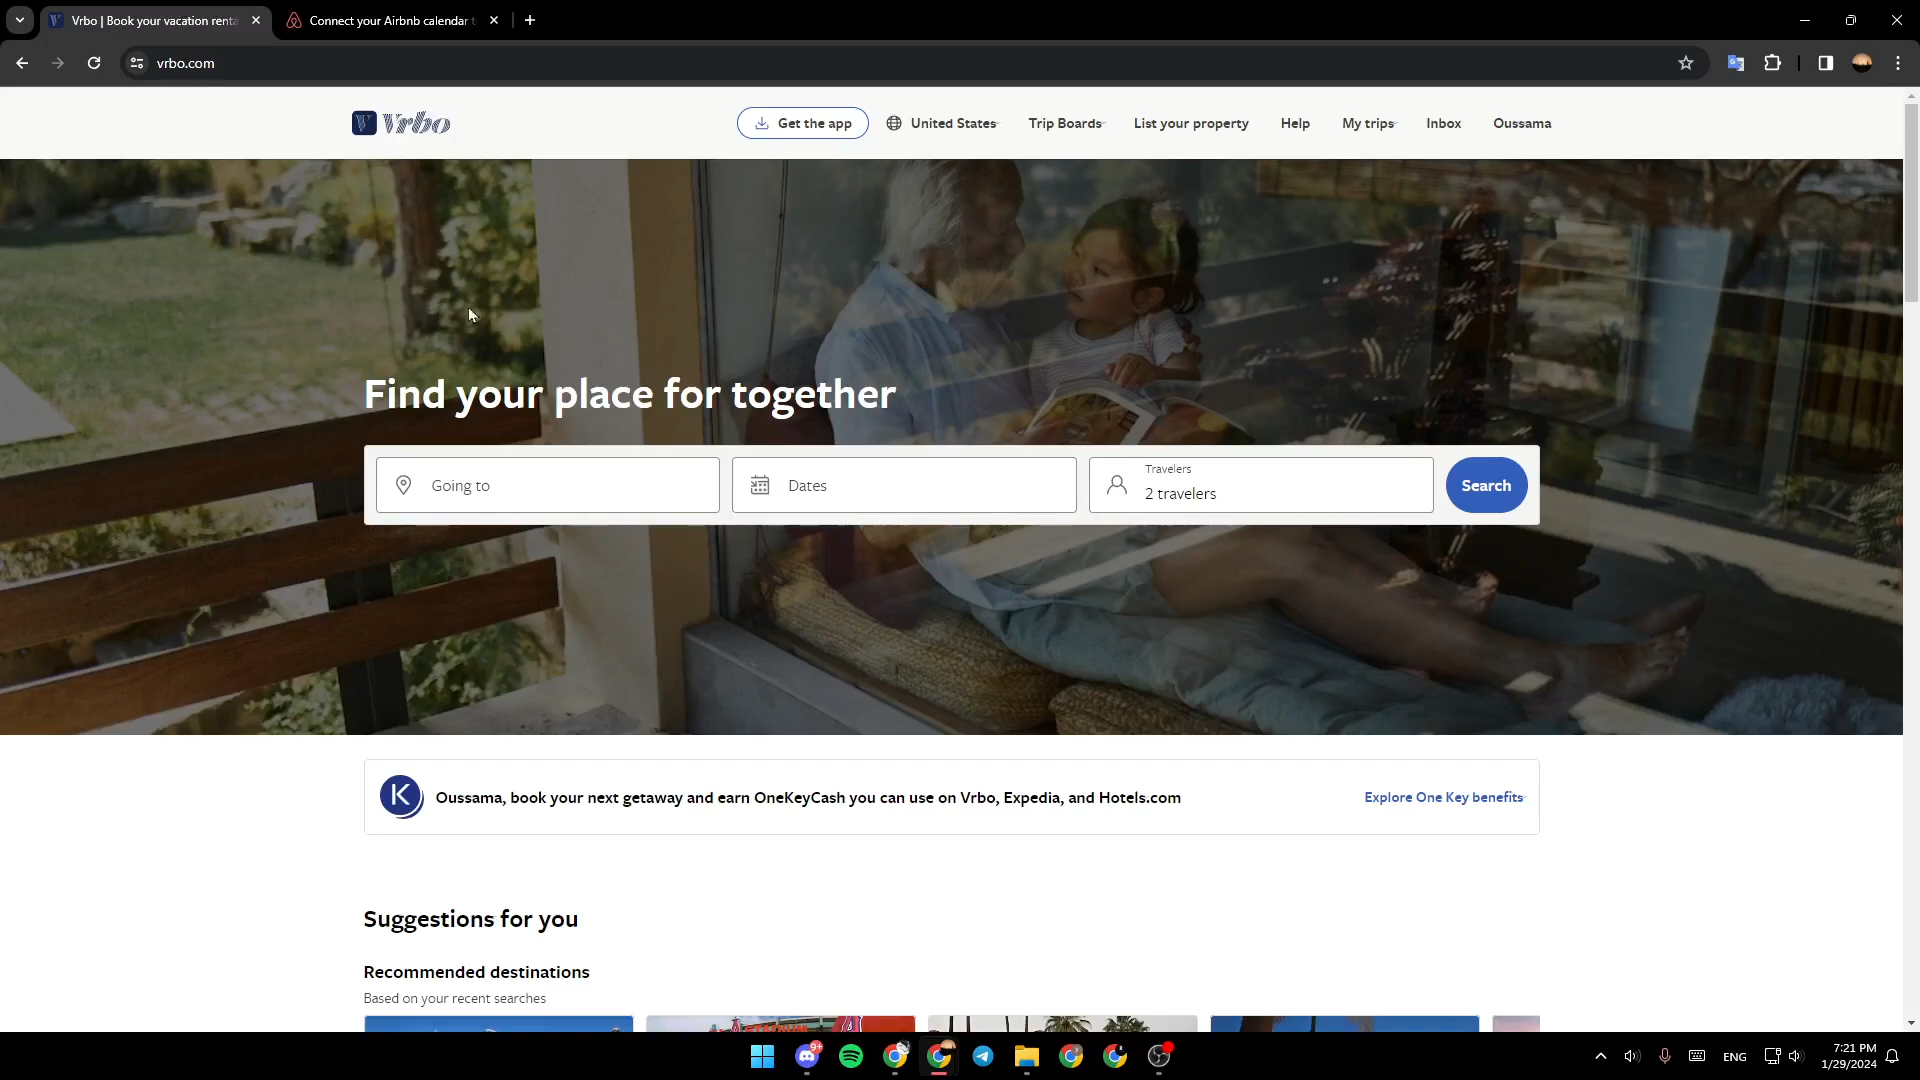 Vrbo | Book your vacation renta
Connect your Airbnb calendar t
vrbo.com
Vrbo
Get the app
United States
Trip Boards
List your property
Help
My trips
Inbox
Oussama
Find your place for together
Going to
Dates
Travelers
2 travelers
Search
Oussama, book your next getaway and earn OneKeyCash you can use on Vrbo, Expedia, and Hotels.com
Explore One Key benefits
Suggestions for you
Recommended destinations
Based on your recent searches
9+
ENG
7:21 PM
1/29/2024